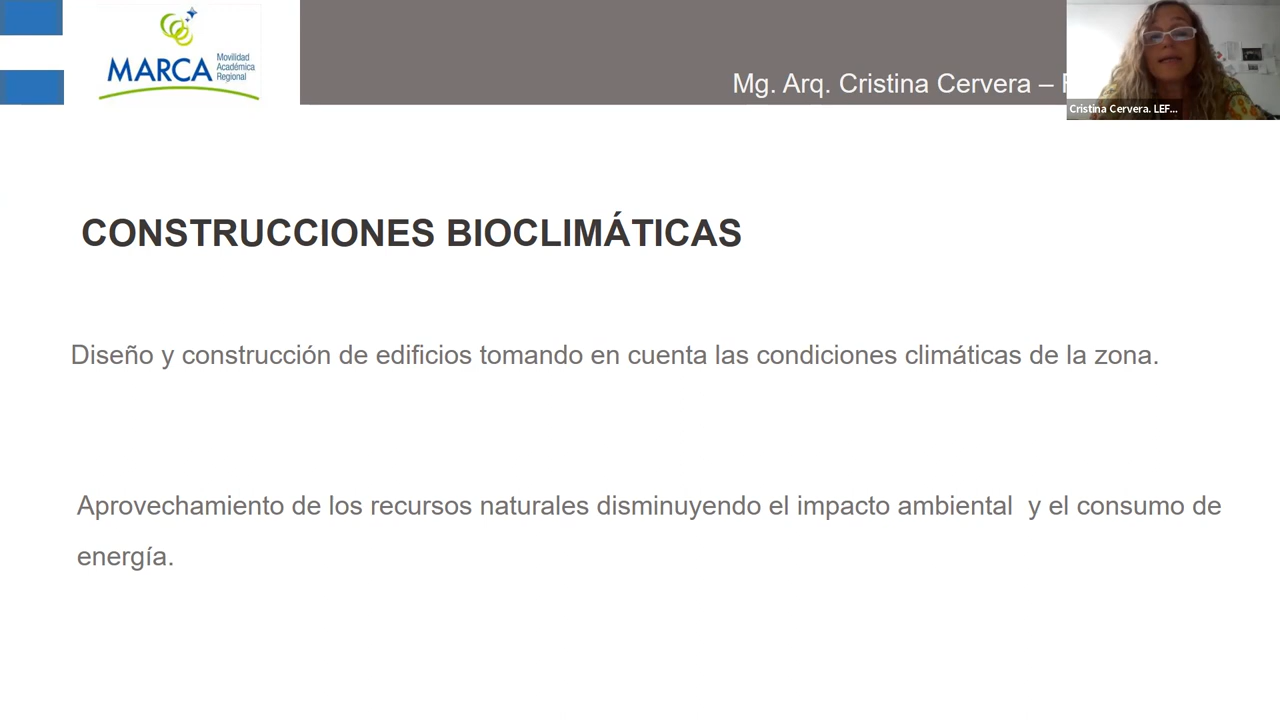 MARCA
Movilidad
Académica
Regional
Mg. Arq. Cristina Cervera –
Cristina Cervera. LEF...
CONSTRUCCIONES BIOCLIMÁTICAS
Diseño y construcción de edificios tomando en cuenta las condiciones climáticas de la zona.
Aprovechamiento de los recursos naturales disminuyendo el impacto ambiental  y el consumo de
energía.